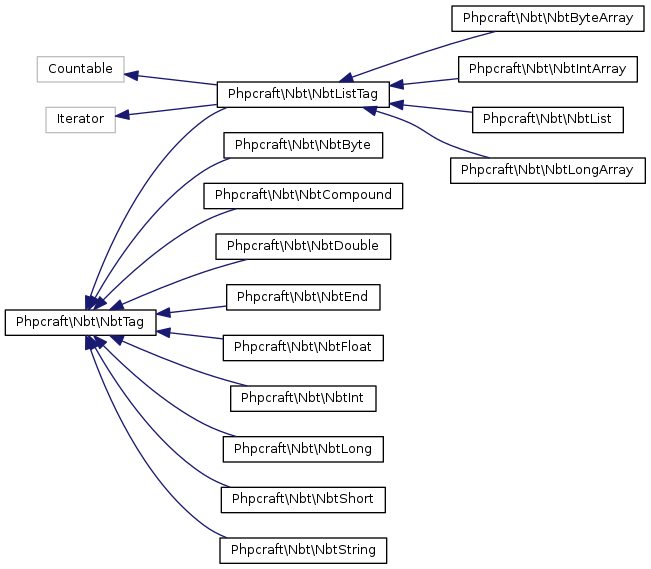 Phpcraft\Nbt\NbtByteArray
Countable
Phpcraft\Nbt\NbtIntArray
Phpcraft\Nbt\NbtListTag
Iterator
Phpcraft\Nbt\NbtList
Phpcraft\Nbt\NbtByte
Phpcraft\Nbt\NbtLongArray
Phpcraft\Nbt\NbtCompound
Phpcraft\Nbt\NbtDouble
Phpcraft\Nbt\NbtEnd
Phpcraft\Nbt\NbtTag
Phpcraft\Nbt\NbtFloat
Phpcraft\Nbt\NbtInt
Phpcraft\Nbt\NbtLong
Phpcraft\Nbt\NbtShort
Phpcraft\Nbt\NbtString